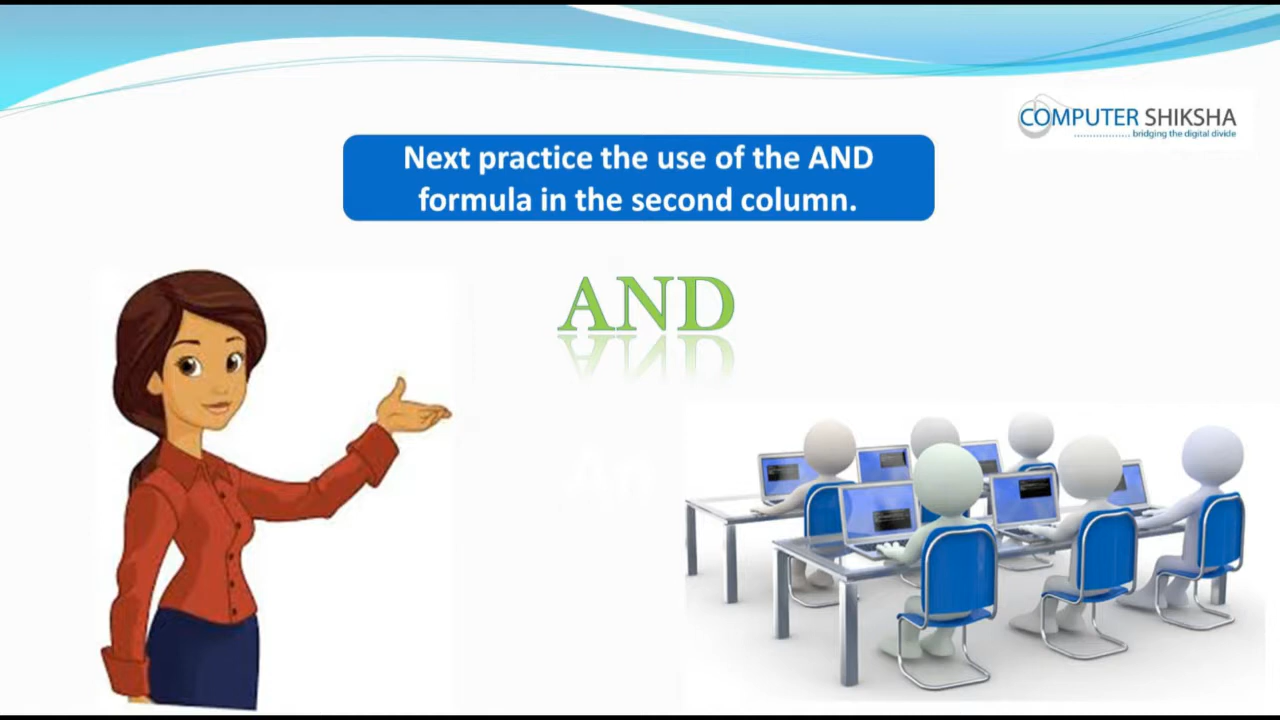 COMPUTER SHIKSHA
bridging the digital divide
Next practice the use of the AND
formula in the second column.
AND